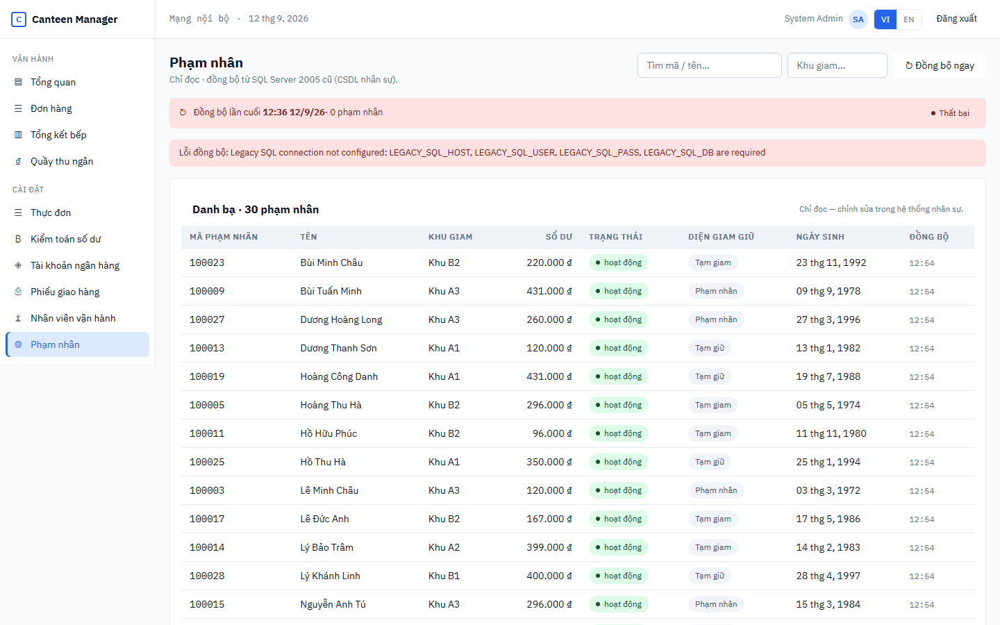 C Canteen Manager
Mạng nội bộ · 12 thg 9, 2026
System Admin SA VI EN Đăng xuất
VẬN HÀNH
Tổng quan
Đơn hàng
Tổng kết bếp
₫ Quầy thu ngân
CÀI ĐẶT
Thực đơn
₿ Kiểm toán số dư
Tài khoản ngân hàng
Phiếu giao hàng
Nhân viên vận hành
Phạm nhân
Phạm nhân
Chỉ đọc · đồng bộ từ SQL Server 2005 cũ (CSDL nhân sự).
Tìm mã / tên...
Khu giam...
↻ Đồng bộ ngay
↻ Đồng bộ lần cuối 12:36 12/9/26· 0 phạm nhân
Thất bại
Lỗi đồng bộ: Legacy SQL connection not configured: LEGACY_SQL_HOST, LEGACY_SQL_USER, LEGACY_SQL_PASS, LEGACY_SQL_DB are required
Danh bạ · 30 phạm nhân
Chỉ đọc — chỉnh sửa trong hệ thống nhân sự.
MÃ PHẠM NHÂN TÊN KHU GIAM SỐ DƯ TRẠNG THÁI DIỆN GIAM GIỮ NGÀY SINH ĐỒNG BỘ
100023 Bùi Minh Châu Khu B2 220.000 ₫ hoạt động Tạm giam 23 thg 11, 1992 12:54
100009 Bùi Tuấn Minh Khu A3 431.000 ₫ hoạt động Phạm nhân 09 thg 9, 1978 12:54
100027 Dương Hoàng Long Khu A3 260.000 ₫ hoạt động Phạm nhân 27 thg 3, 1996 12:54
100013 Dương Thanh Sơn Khu A1 120.000 ₫ hoạt động Tạm giữ 13 thg 1, 1982 12:54
100019 Hoàng Công Danh Khu A1 431.000 ₫ hoạt động Tạm giữ 19 thg 7, 1988 12:54
100005 Hoàng Thu Hà Khu B2 296.000 ₫ hoạt động Tạm giam 05 thg 5, 1974 12:54
100011 Hồ Hữu Phúc Khu B2 96.000 ₫ hoạt động Tạm giam 11 thg 11, 1980 12:54
100025 Hồ Thu Hà Khu A1 350.000 ₫ hoạt động Tạm giữ 25 thg 1, 1994 12:54
100003 Lê Minh Châu Khu A3 120.000 ₫ hoạt động Phạm nhân 03 thg 3, 1972 12:54
100017 Lê Đức Anh Khu B2 167.000 ₫ hoạt động Tạm giam 17 thg 5, 1986 12:54
100014 Lý Bảo Trâm Khu A2 399.000 ₫ hoạt động Tạm giam 14 thg 2, 1983 12:54
100028 Lý Khánh Linh Khu B1 400.000 ₫ hoạt động Tạm giữ 28 thg 4, 1997 12:54
100015 Nguyễn Anh Tú Khu A3 296.000 ₫ hoạt động Phạm nhân 15 thg 3, 1984 12:54